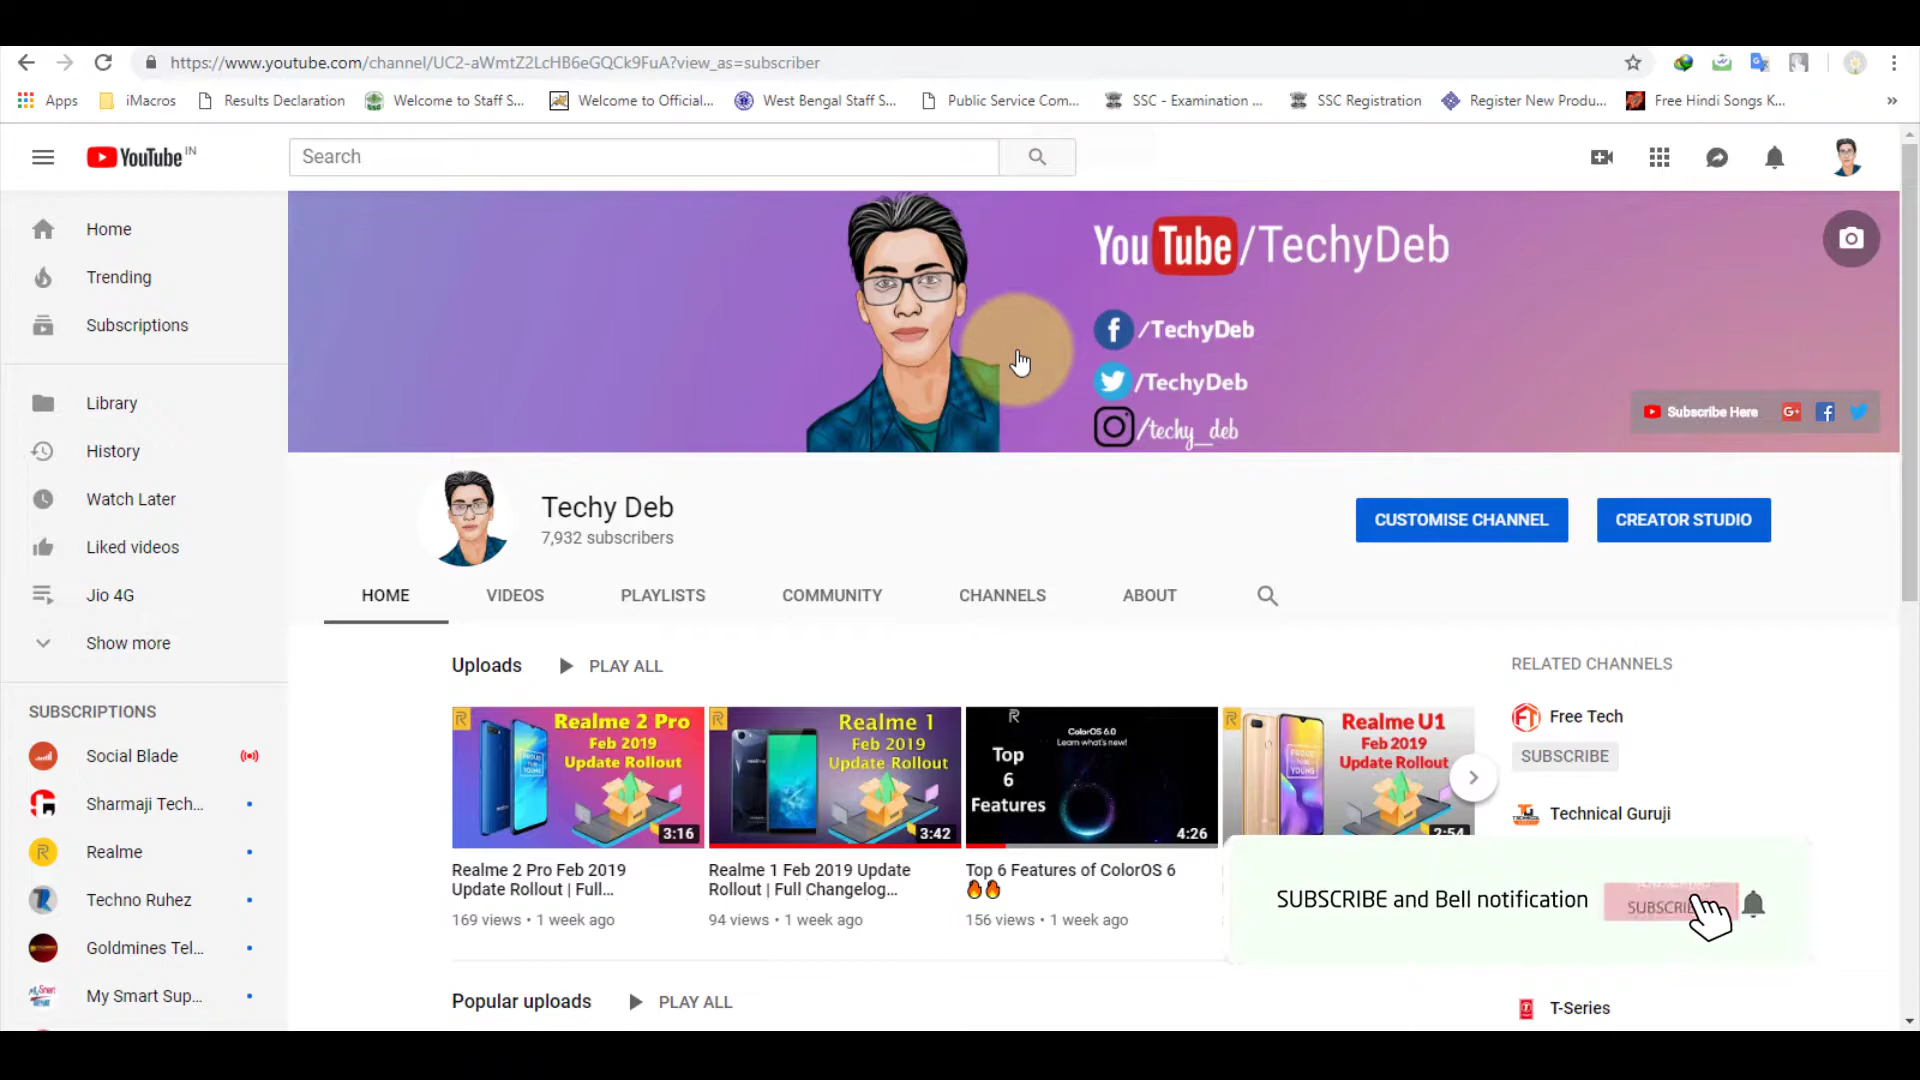 https://www.youtube.com/channel/UC2-aWmtZ2LcHB6eGQCk9FuA?view_as=subscriber
Apps iMacros Results Declaration Welcome to Staff S... Welcome to Official... West Bengal Staff S... Public Service Com... SSC - Examination ... SSC Registration Register New Produ... Free Hindi Songs K... »
YouTube IN
Search
Home
Trending
Subscriptions
Library
History
Watch Later
Liked videos
Jio 4G
Show more
SUBSCRIPTIONS
Social Blade
Sharmaji Tech...
Realme
Techno Ruhez
Goldmines Tel...
My Smart Sup...
YouTube/TechyDeb
/TechyDeb
/TechyDeb
/techy_deb
Subscribe Here
Techy Deb
7,932 subscribers
CUSTOMISE CHANNEL CREATOR STUDIO
HOME VIDEOS PLAYLISTS COMMUNITY CHANNELS ABOUT
Uploads PLAY ALL
Realme 2 Pro
Feb 2019
Update Rollout
3:16
Realme 2 Pro Feb 2019
Update Rollout | Full...
169 views • 1 week ago
Realme 1
Feb 2019
Update Rollout
3:42
Realme 1 Feb 2019 Update
Rollout | Full Changelog...
94 views • 1 week ago
ColorOS 6.0
Learn what's new!
Top
6
Features
4:26
Top 6 Features of ColorOS 6
🔥🔥
156 views • 1 week ago
Realme U1
Feb 2019
Update Rollout
2:54
Popular uploads PLAY ALL
RELATED CHANNELS
Free Tech
SUBSCRIBE
Technical Guruji
T-Series
SUBSCRIBE and Bell notification